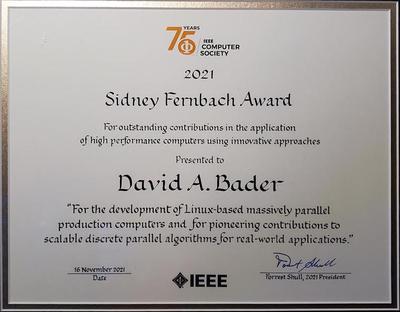 75 YEARS
IEEE
COMPUTER
SOCIETY
2021
Sidney Fernbach Award
For outstanding contributions in the application
of high performance computers using innovative approaches
Presented to
David A. Bader
“For the development of Linux-based massively parallel
production computers and for pioneering contributions to
scalable discrete parallel algorithms for real-world applications.”
16 November 2021
Date
IEEE
Forrest Shull
Forrest Shull, 2021 President